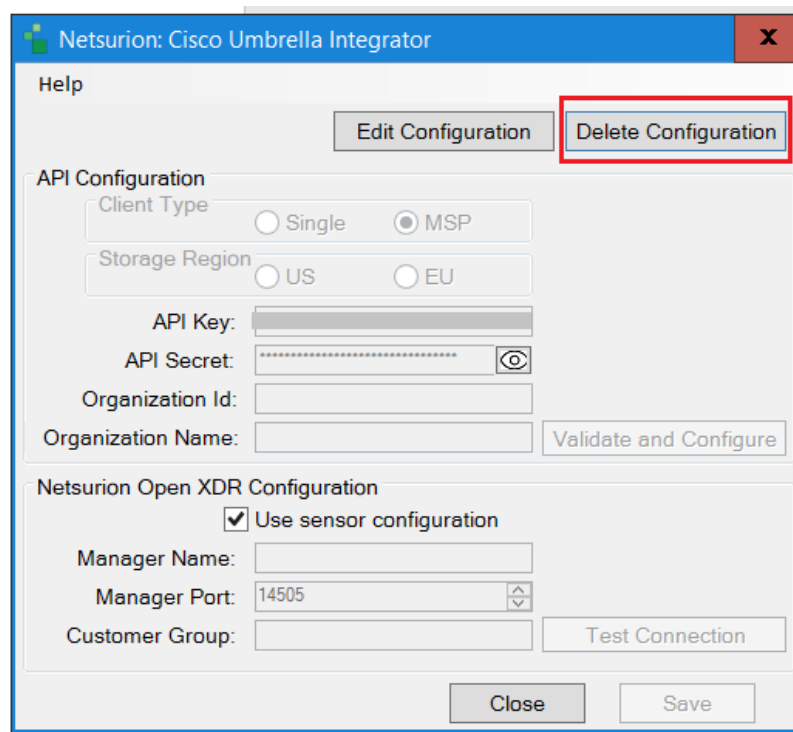 Netsurion: Cisco Umbrella Integrator
x
Help
Edit Configuration Delete Configuration
API Configuration
Client Type
Single MSP
Storage Region
US EU
API Key:
API Secret: *********************************
Organization Id:
Organization Name: Validate and Configure
Netsurion Open XDR Configuration
Use sensor configuration
Manager Name:
Manager Port: 14505
Customer Group: Test Connection
Close Save